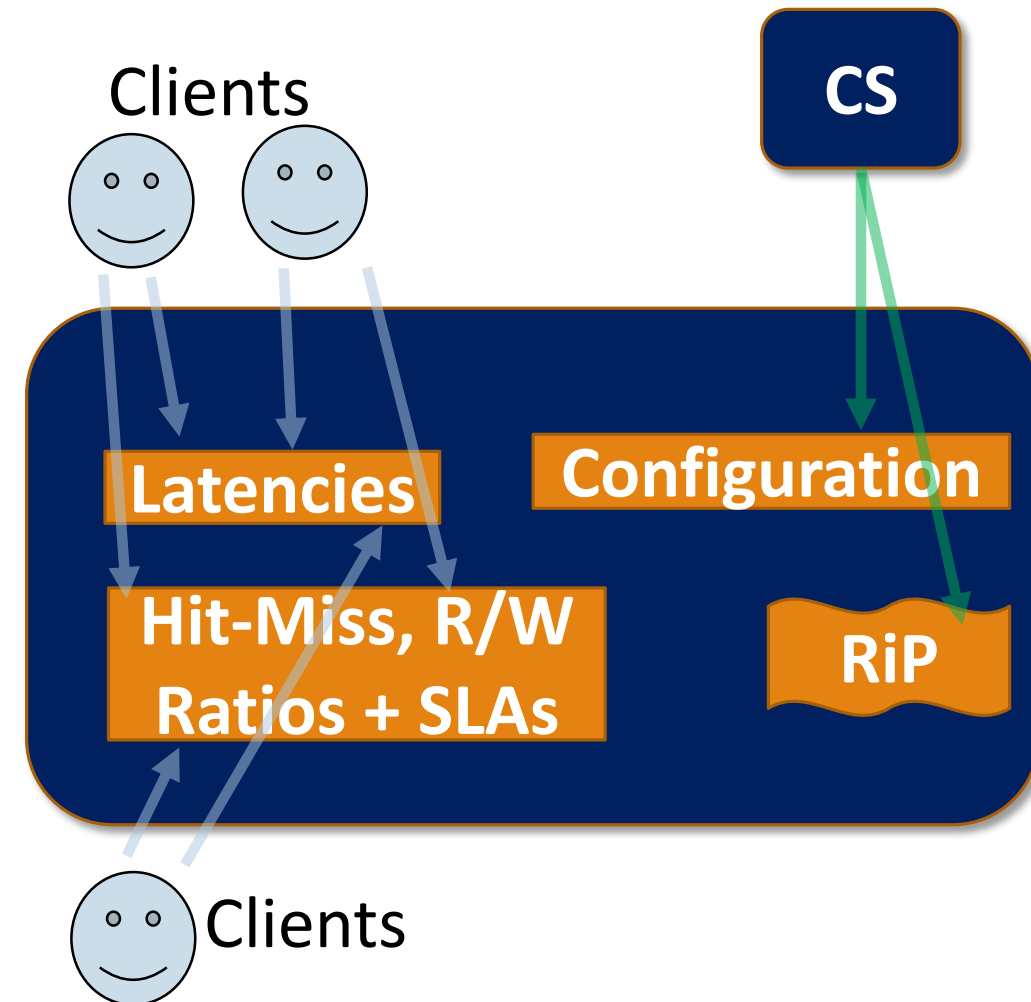 Clients
CS
Latencies
Configuration
Hit-Miss, R/W
Ratios + SLAs
RiP
Clients